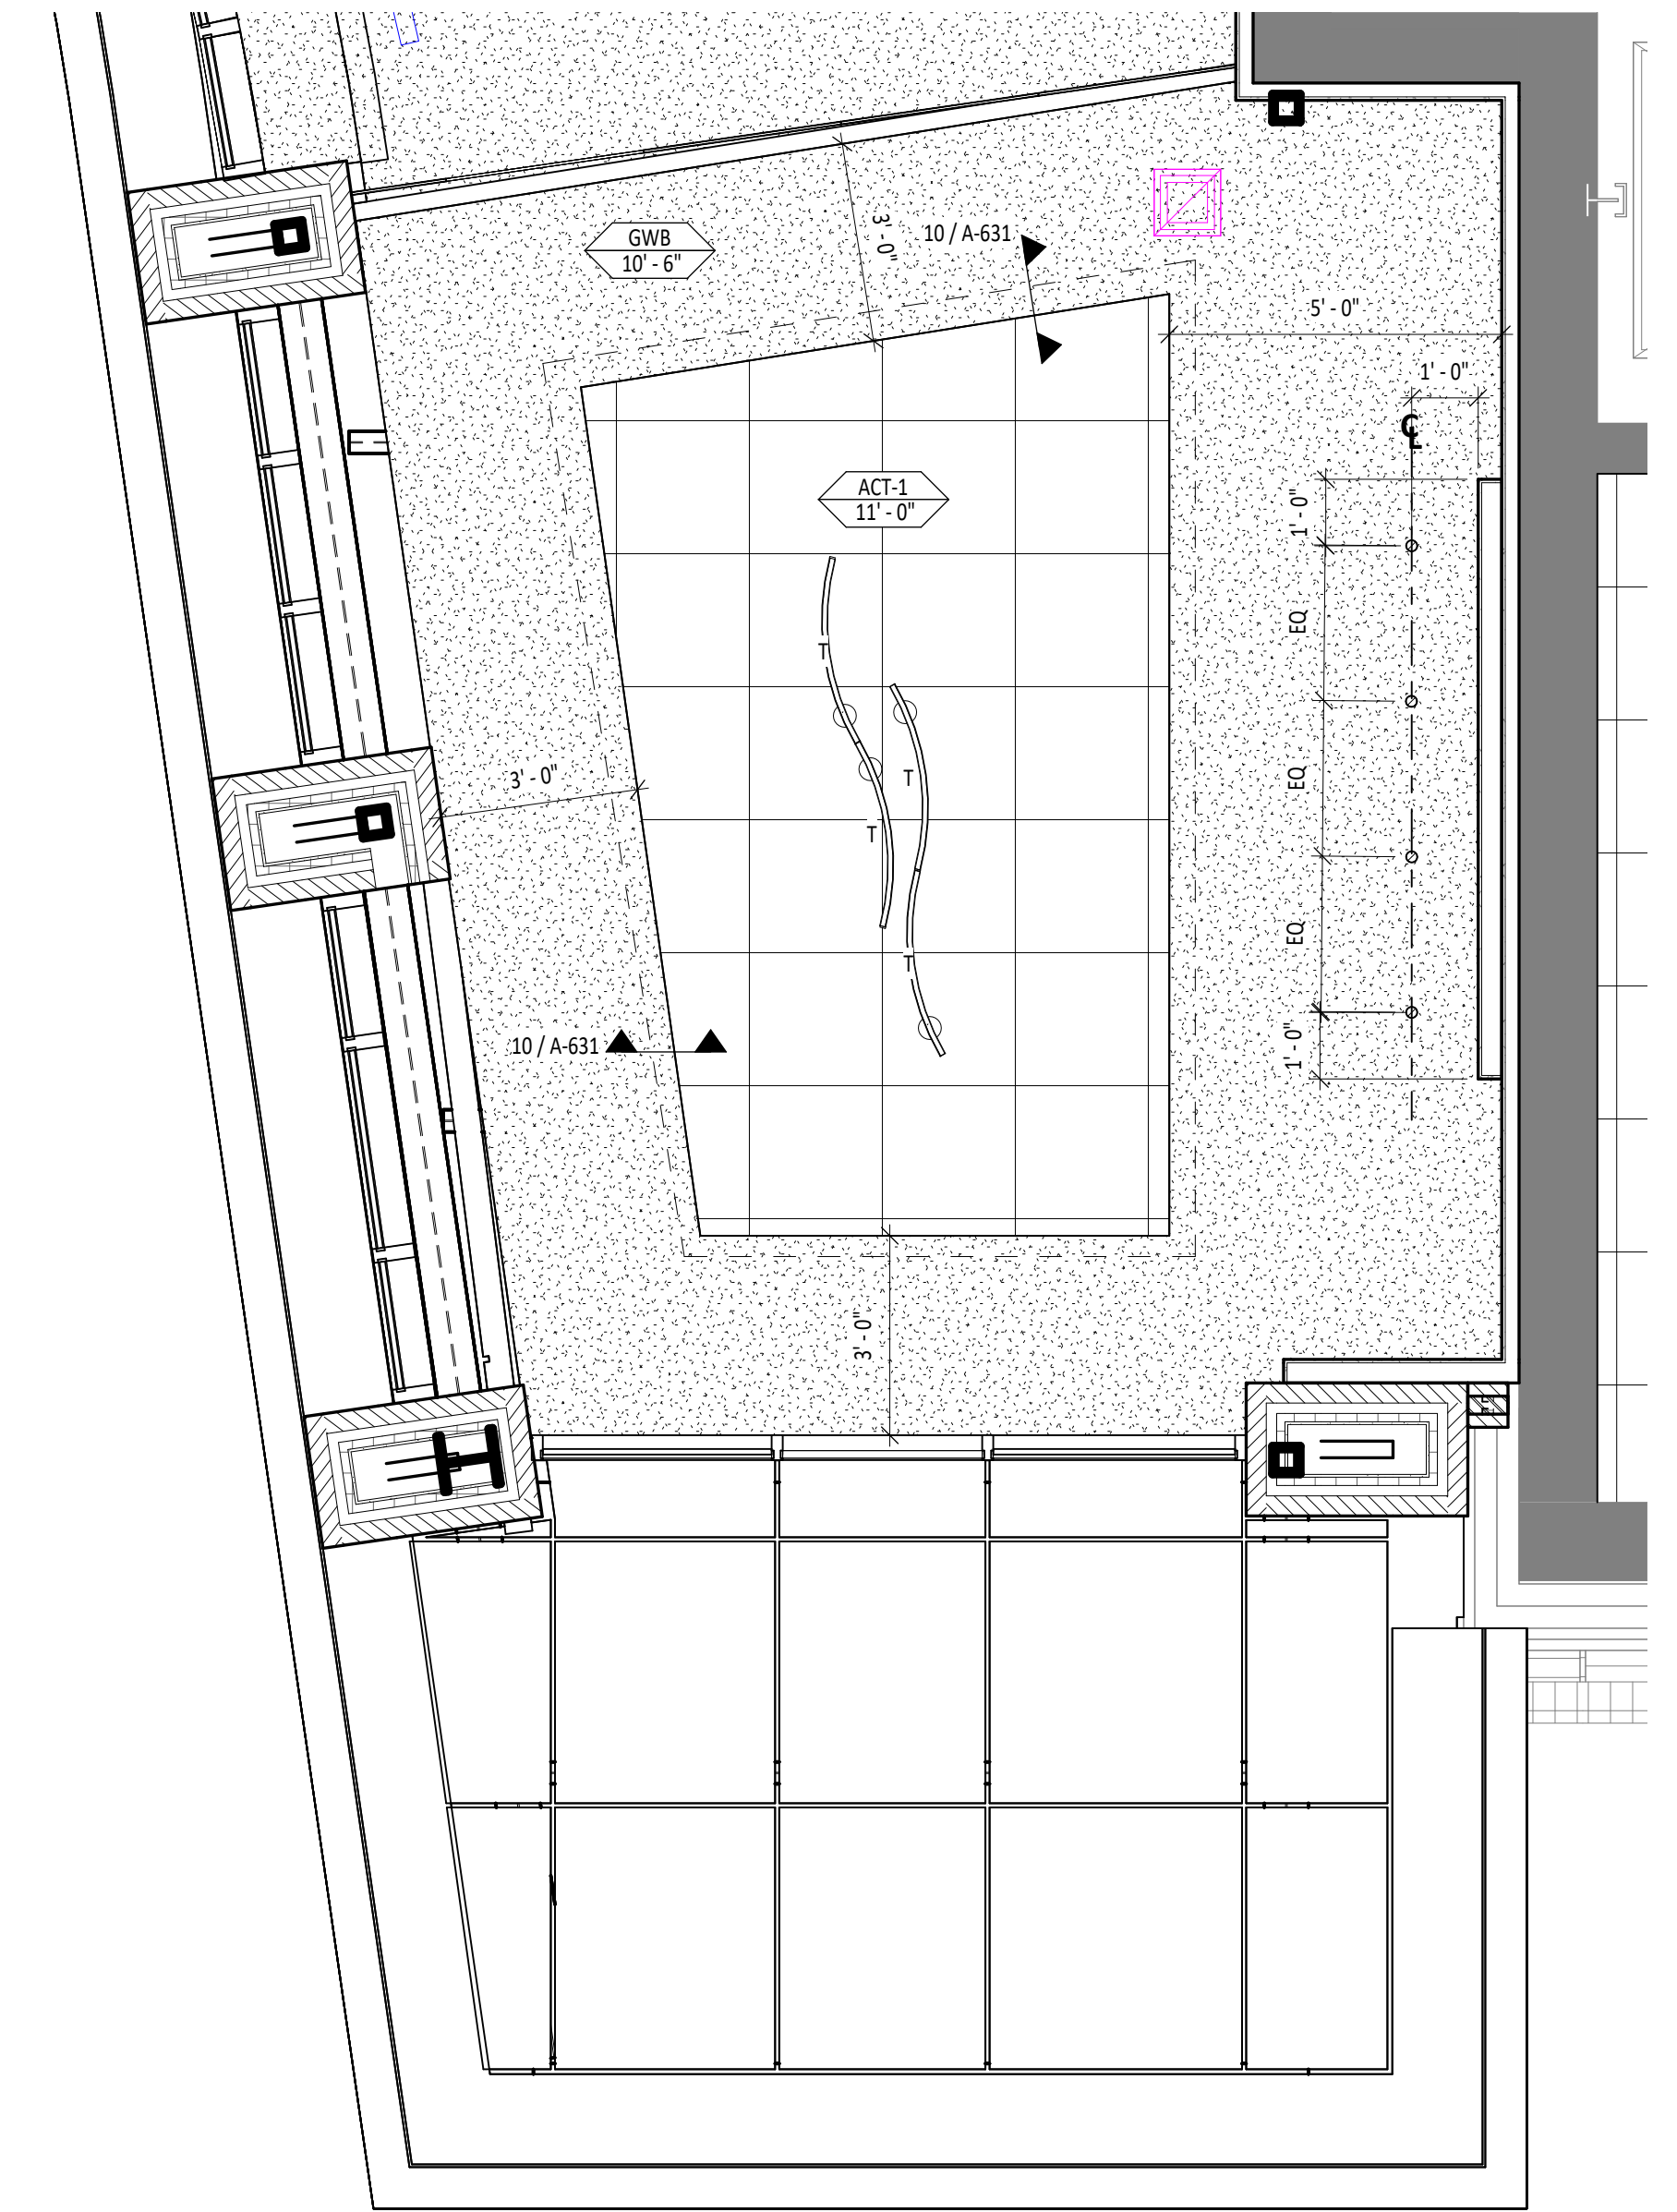 GWB
10' - 6"
3' - 0"
10 / A-631
5' - 0"
1' - 0"
CL
ACT-1
11' - 0"
1' - 0"
EQ
T
3' - 0"
T
EQ
T
EQ
T
10 / A-631
1' - 0"
3' - 0"